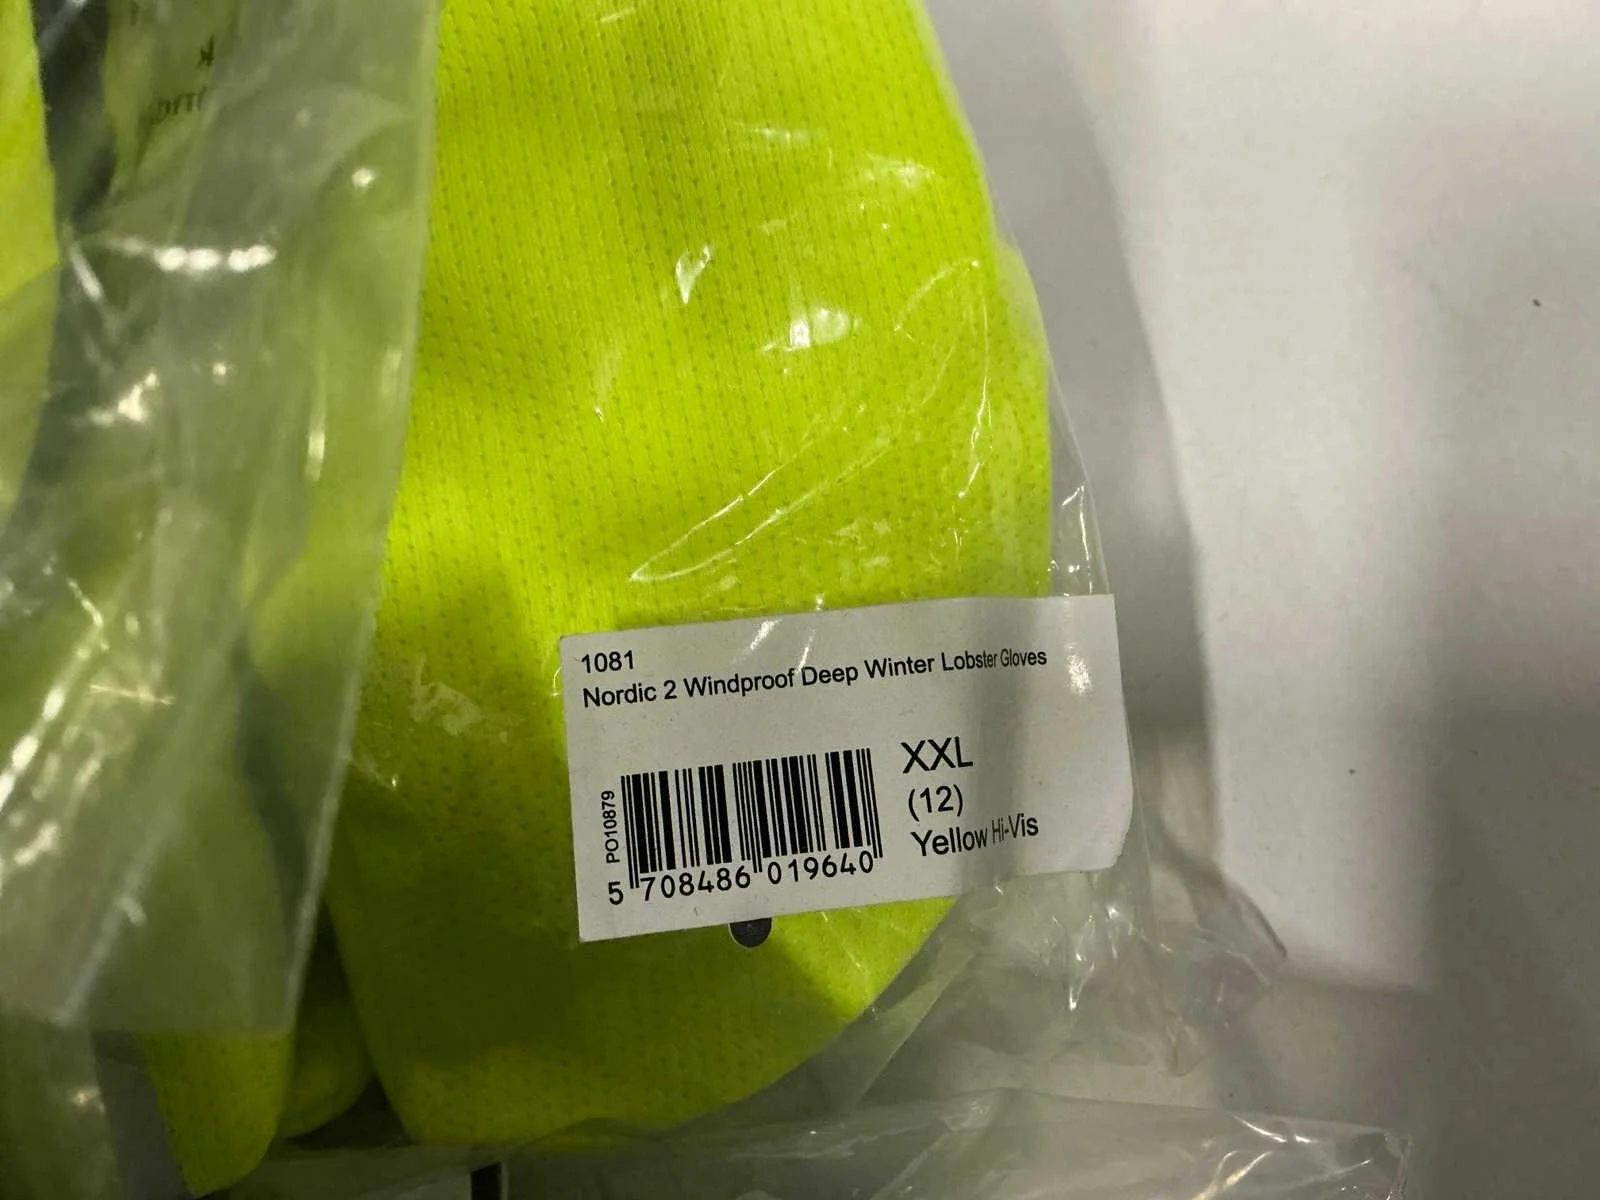 1081
Nordic 2 Windproof Deep Winter Lobster Gloves
XXL
(12)
Yellow Hi-Vis
PO10879
5 708486 019640